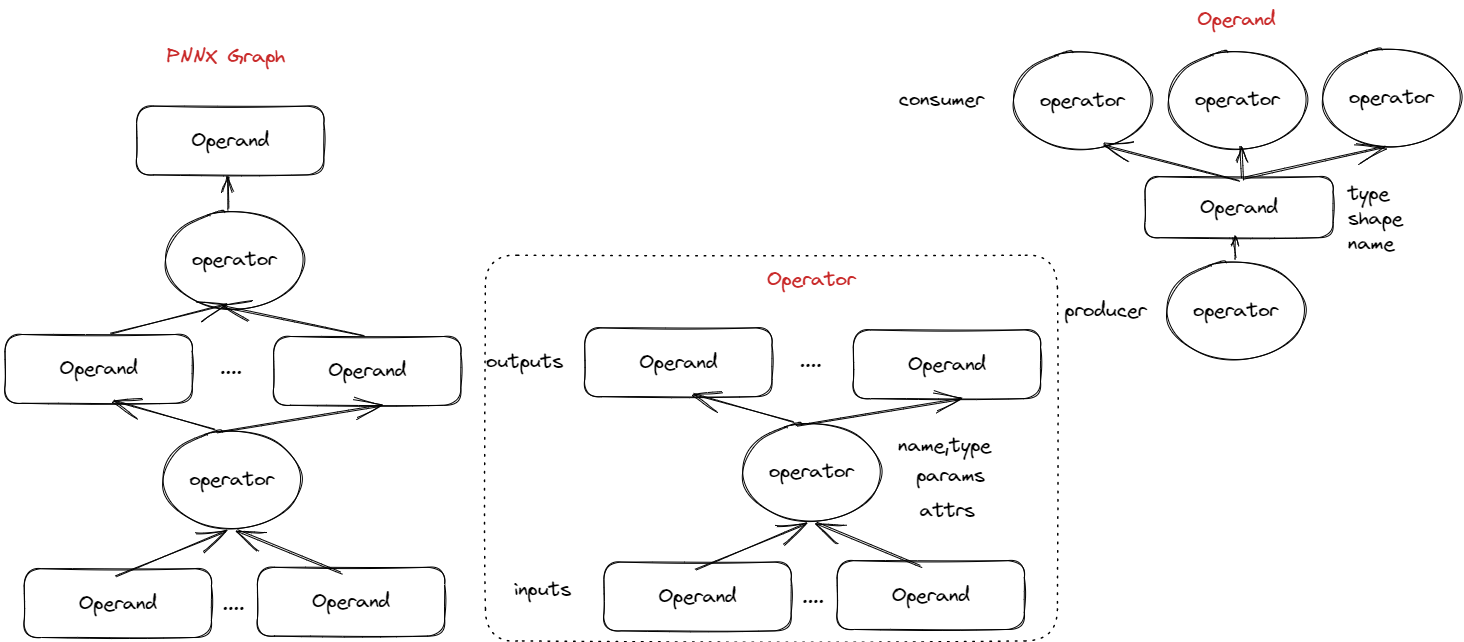 PNNX Graph
Operand
operator
Operand
....
Operand
operator
Operand
....
Operand
Operator
outputs
Operand
....
Operand
operator
name,type
params
attrs
inputs
Operand
....
Operand
Operand
consumer
operator
operator
operator
Operand
type
shape
name
producer
operator